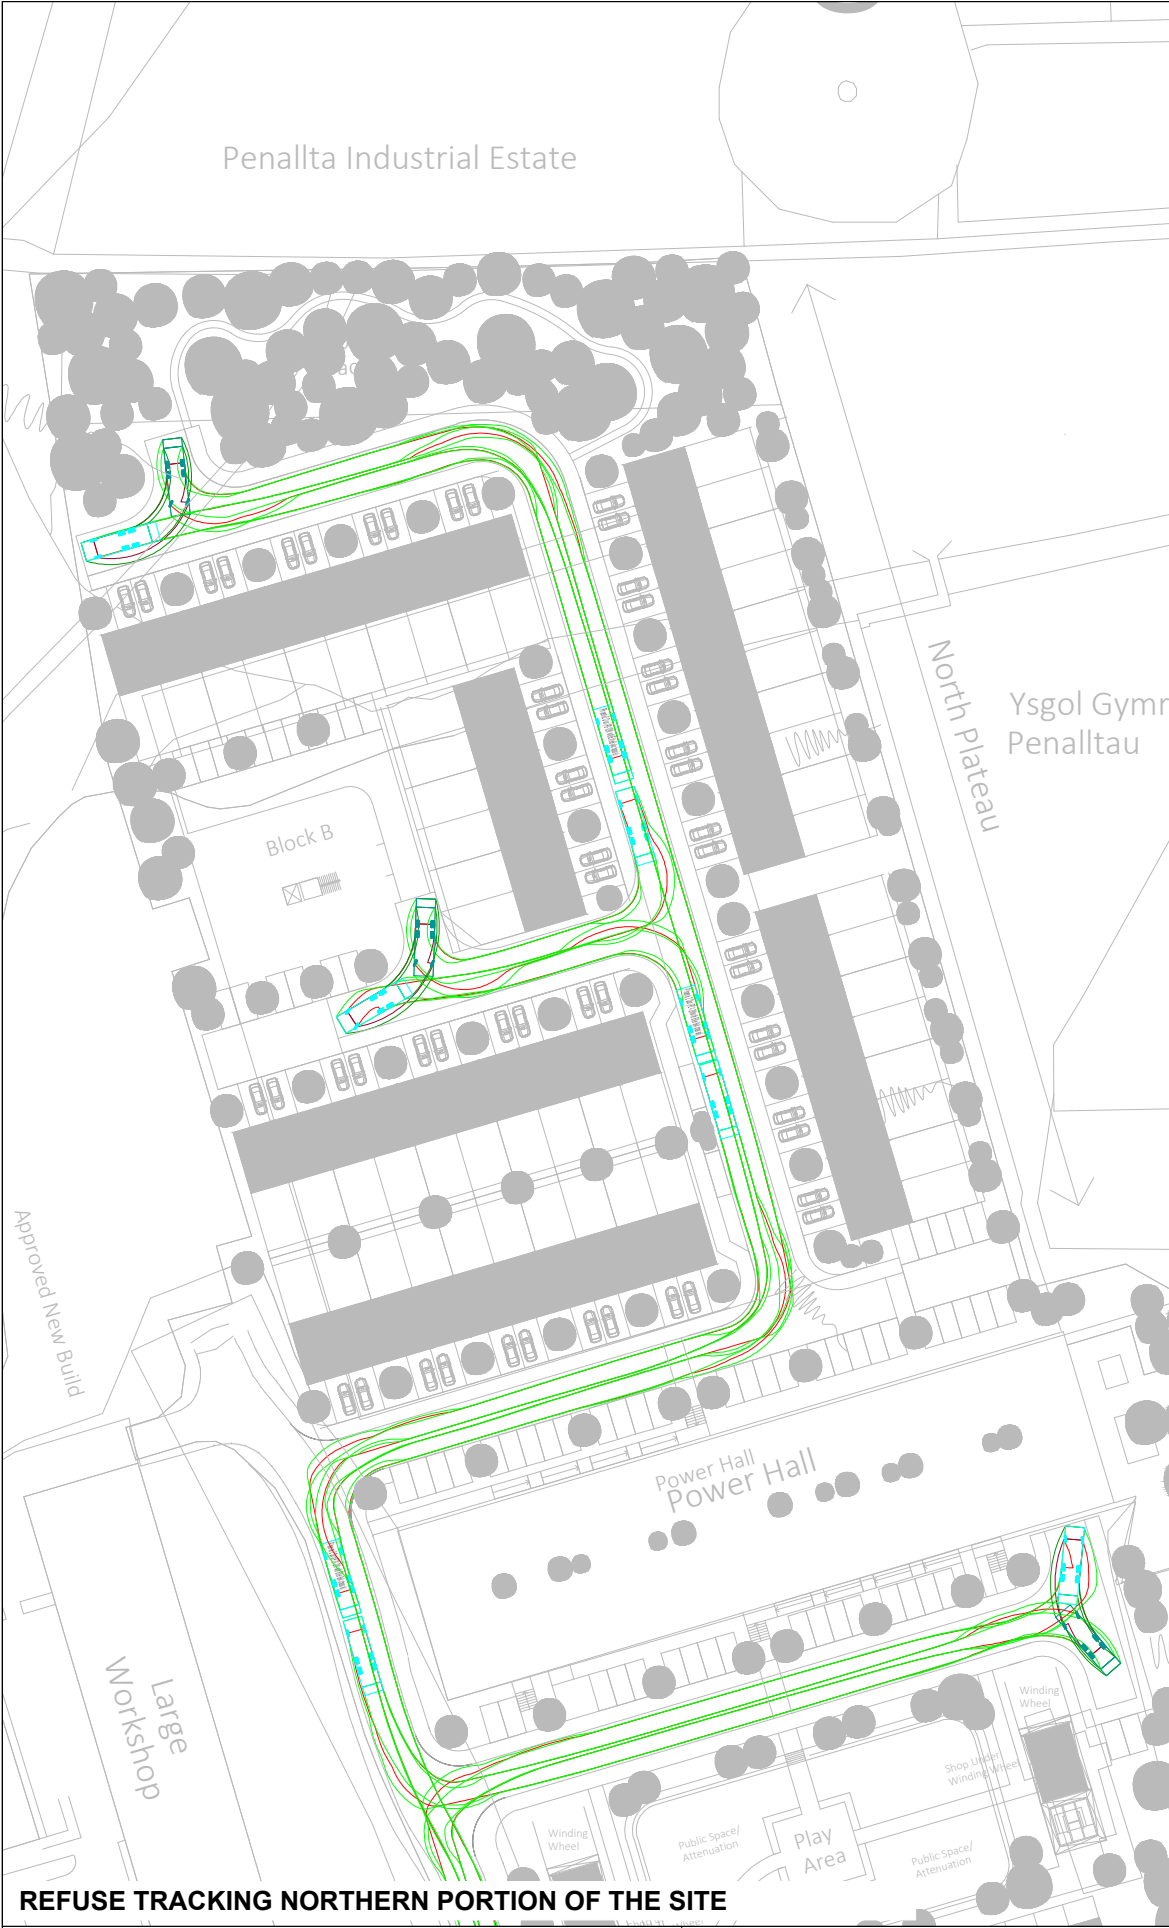 Penallta Industrial Estate
North Plateau
Ysgol Gymr
Penalltau
Block B
Approved New Build
Power Hall
Power Hall
Large
Workshop
Winding
Wheel
Shop Under
Winding Wheel
Winding
Wheel
Public Space/
Attenuation
Play
Area
Public Space/
Attenuation
REFUSE TRACKING NORTHERN PORTION OF THE SITE